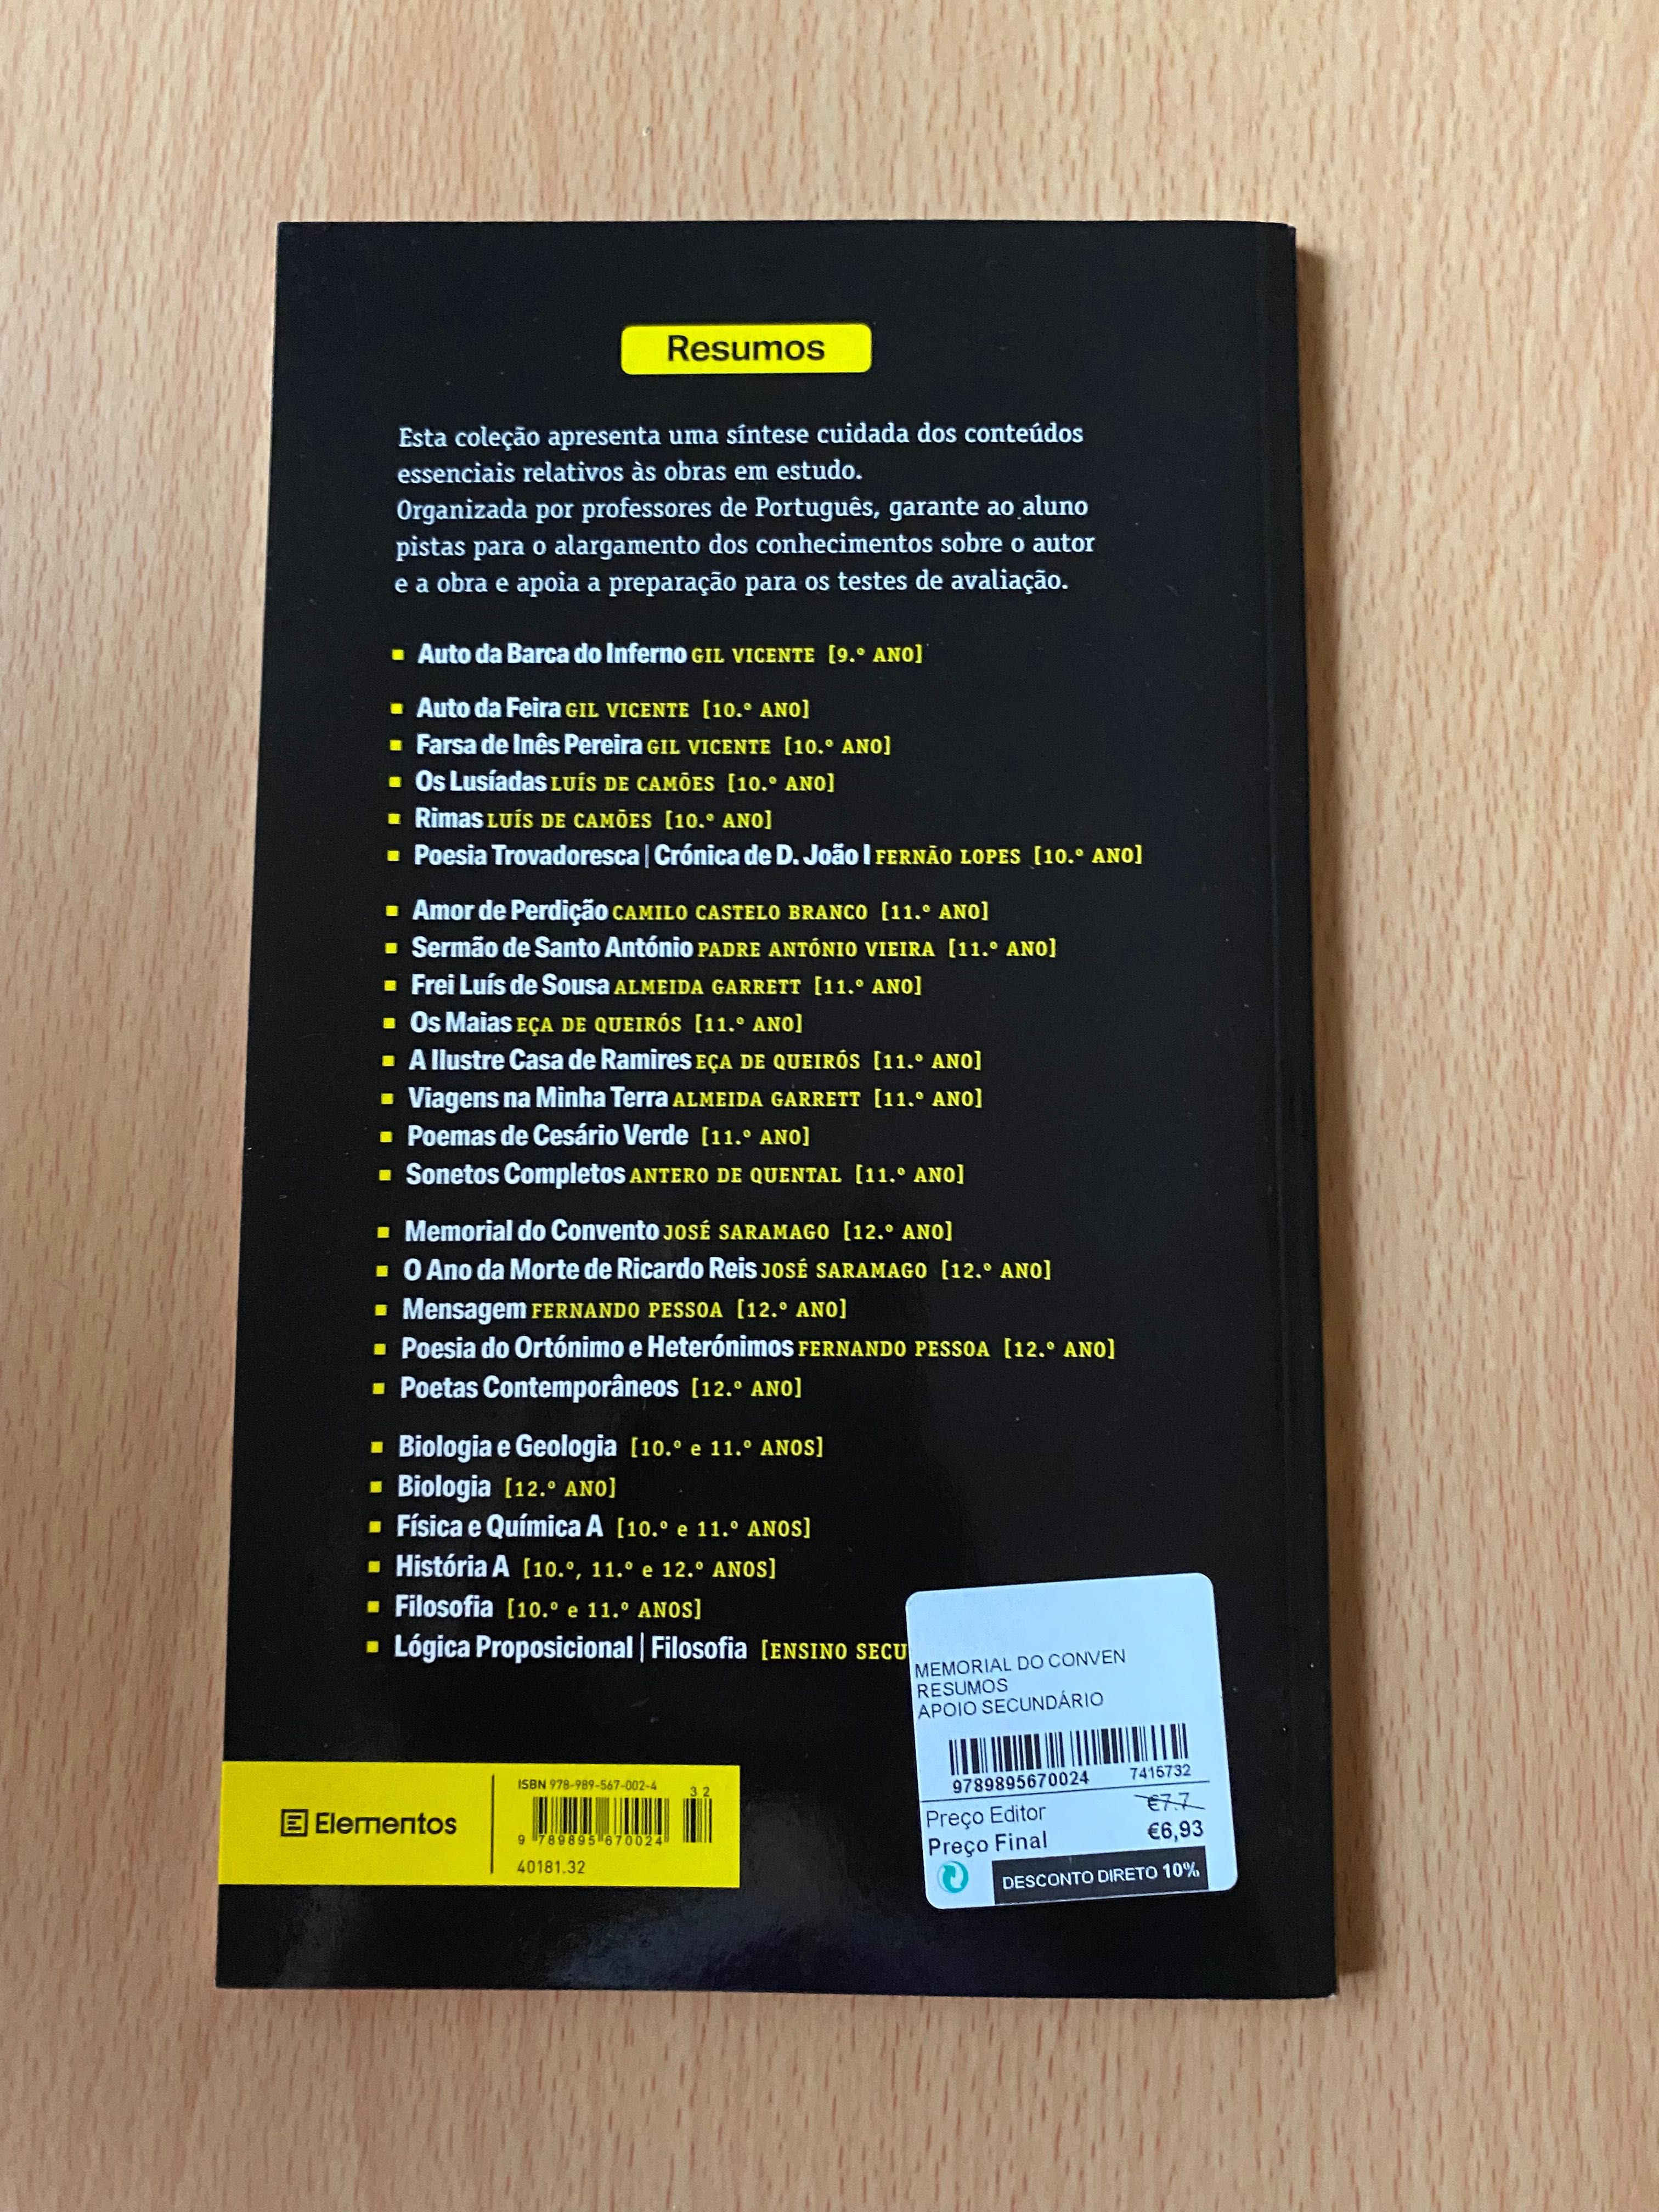 Resumos
Esta coleção apresenta uma síntese cuidada dos conteúdos
essenciais relativos às obras em estudo.
Organizada por professores de Português, garante ao aluno
pistas para o alargamento dos conhecimentos sobre o autor
e a obra e apoia a preparação para os testes de avaliação.
Auto da Barca do Inferno GIL VICENTE [9.º ANO]
Auto da Feira GIL VICENTE [10.º ANO]
Farsa de Inês Pereira GIL VICENTE [10.º ANO]
Os Lusíadas LUÍS DE CAMÕES [10.º ANO]
Rimas LUÍS DE CAMÕES [10.º ANO]
Poesia Trovadoresca | Crónica de D. João I FERNÃO LOPES [10.º ANO]
Amor de Perdição CAMILO CASTELO BRANCO [11.º ANO]
Sermão de Santo António PADRE ANTÓNIO VIEIRA [11.º ANO]
Frei Luís de Sousa ALMEIDA GARRETT [11.º ANO]
Os Maias EÇA DE QUEIRÓS [11.º ANO]
A Ilustre Casa de Ramires EÇA DE QUEIRÓS [11.º ANO]
Viagens na Minha Terra ALMEIDA GARRETT [11.º ANO]
Poemas de Cesário Verde [11.º ANO]
Sonetos Completos ANTERO DE QUENTAL [11.º ANO]
Memorial do Convento JOSÉ SARAMAGO [12.º ANO]
O Ano da Morte de Ricardo Reis JOSÉ SARAMAGO [12.º ANO]
Mensagem FERNANDO PESSOA [12.º ANO]
Poesia do Ortónimo e Heterónimos FERNANDO PESSOA [12.º ANO]
Poetas Contemporâneos [12.º ANO]
Biologia e Geologia [10.º e 11.º ANOS]
Biologia [12.º ANO]
Física e Química A [10.º e 11.º ANOS]
História A [10.º, 11.º e 12.º ANOS]
Filosofia [10.º e 11.º ANOS]
Lógica Proposicional | Filosofia [ENSINO SECU
MEMORIAL DO CONVEN
RESUMOS
APOIO SECUNDÁRIO
9789895670024 7415732
Preço Editor €7.7
Preço Final €6,93
DESCONTO DIRETO 10%
Elementos
ISBN 978-989-567-002-4
32
9 789895 670024
40181.32